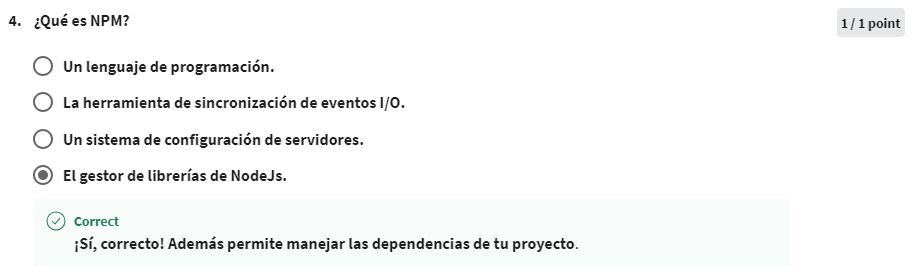 4. ¿Qué es NPM?
1 / 1 point
Un lenguaje de programación.
La herramienta de sincronización de eventos I/O.
Un sistema de configuración de servidores.
El gestor de librerías de NodeJs.
Correct
¡Sí, correcto! Además permite manejar las dependencias de tu proyecto.